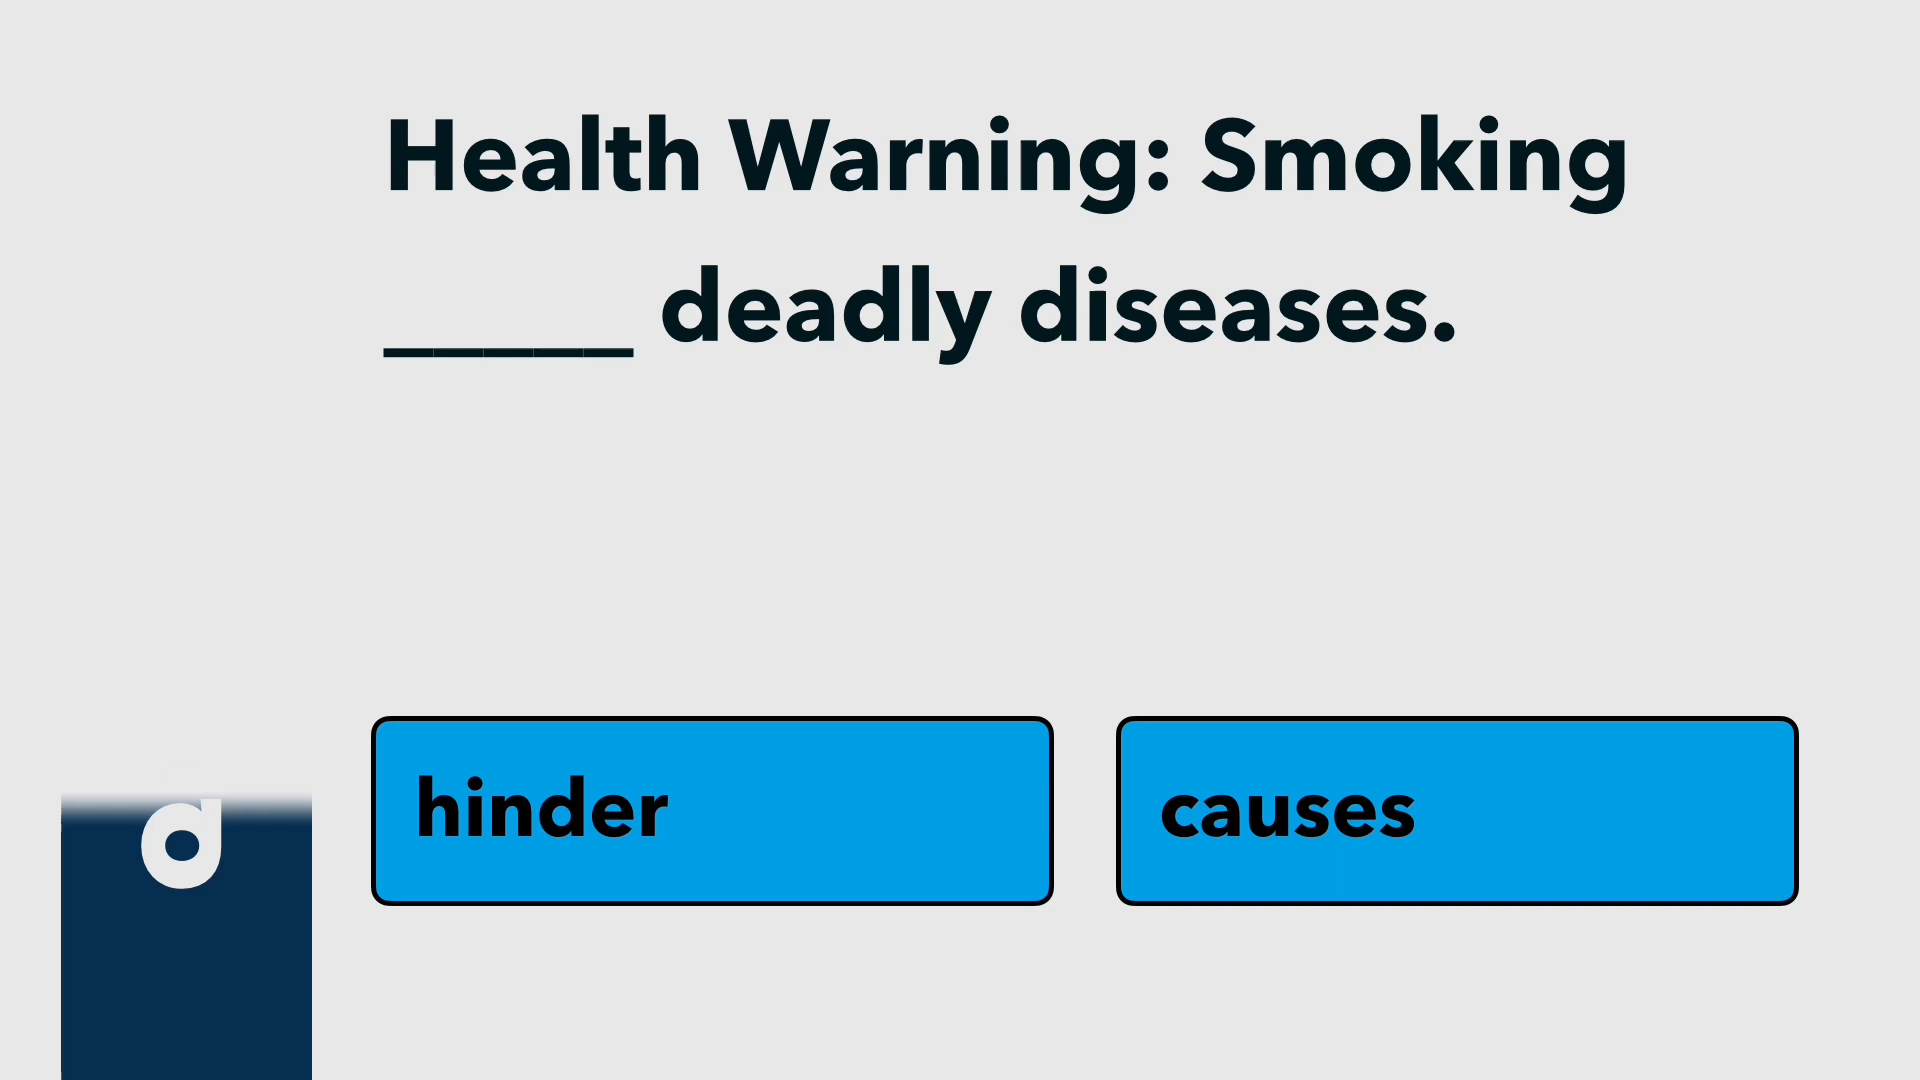 Health Warning: Smoking
_____ deadly diseases.
hinder
causes
d